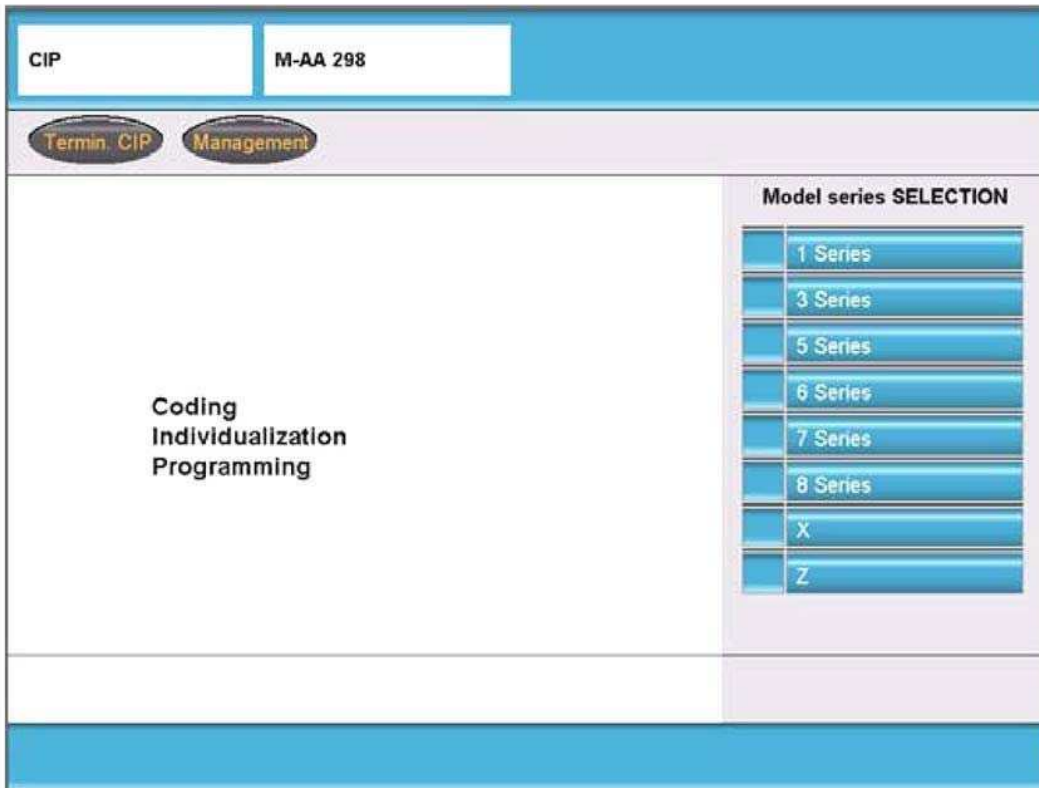 CIP
M-AA 298
Termin. CIP
Management
Coding
Individualization
Programming
Model series SELECTION
1 Series
3 Series
5 Series
6 Series
7 Series
8 Series
X
Z